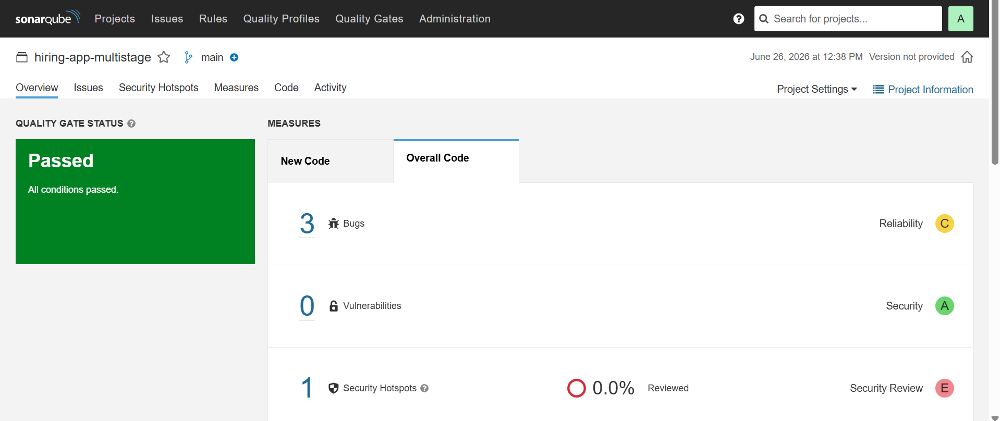 sonarqube Projects Issues Rules Quality Profiles Quality Gates Administration ? Search for projects... A
hiring-app-multistage main June 26, 2026 at 12:38 PM Version not provided
Overview Issues Security Hotspots Measures Code Activity Project Settings Project Information
QUALITY GATE STATUS ? MEASURES
Passed
All conditions passed.
New Code Overall Code
3 Bugs Reliability C
0 Vulnerabilities Security A
1 Security Hotspots ? 0.0% Reviewed Security Review E